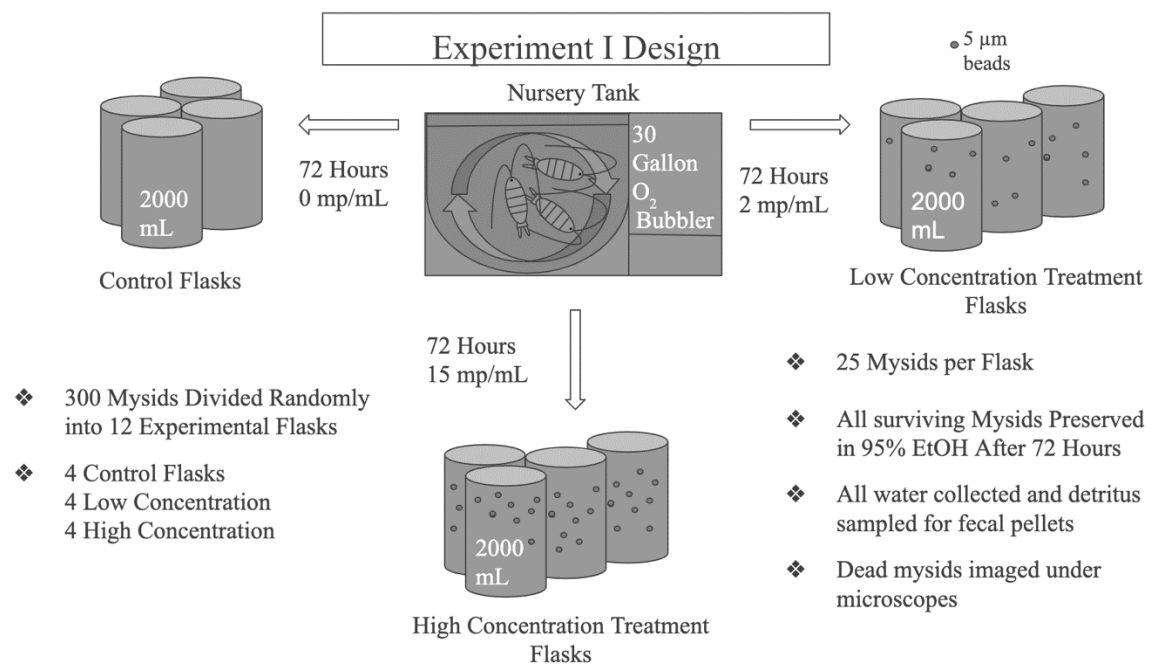 Experiment I Design
5 µm
beads
Nursery Tank
30
Gallon
O₂
Bubbler
72 Hours
0 mp/mL
2000
mL
Control Flasks
72 Hours
2 mp/mL
2000
mL
Low Concentration Treatment
Flasks
72 Hours
15 mp/mL
2000
mL
High Concentration Treatment
Flasks
❖ 300 Mysids Divided Randomly
into 12 Experimental Flasks
❖ 4 Control Flasks
4 Low Concentration
4 High Concentration
❖ 25 Mysids per Flask
❖ All surviving Mysids Preserved
in 95% EtOH After 72 Hours
❖ All water collected and detritus
sampled for fecal pellets
❖ Dead mysids imaged under
microscopes